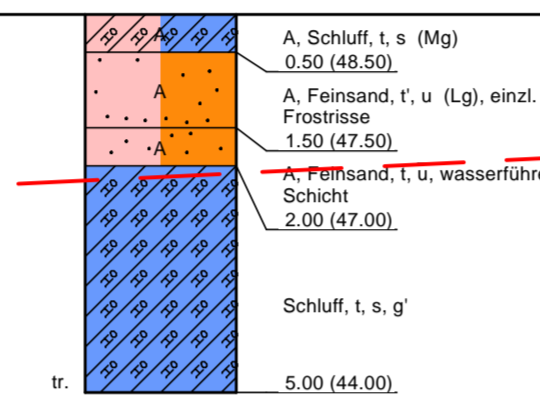 A
A, Schluff, t, s (Mg)
0.50 (48.50)
A
A, Feinsand, t', u (Lg), einzl.
Frostrisse
1.50 (47.50)
A
A, Feinsand, t, u,
Schicht
2.00 (47.00)
Schluff, t, s, g'
tr.
5.00 (44.00)